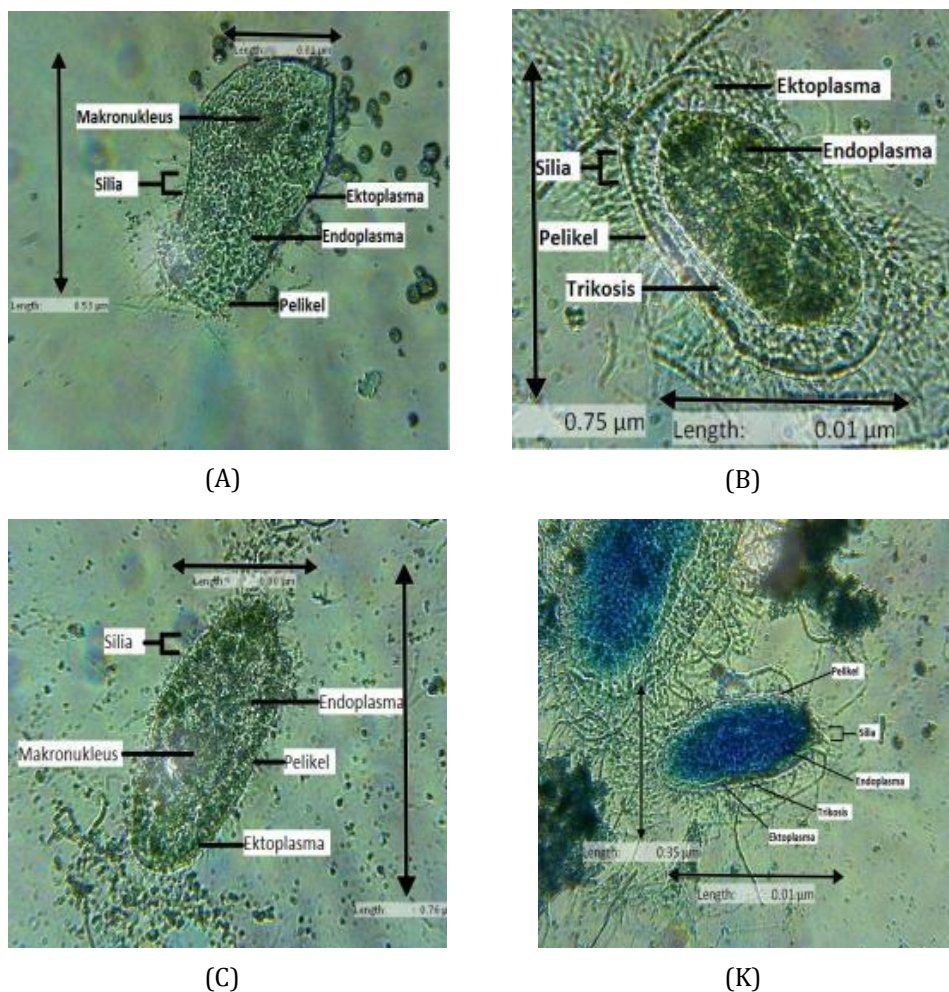 Length: 0.01 µm
Makronukleus
Silia
Ektoplasma
Endoplasma
Length: 0.53 µm
Pelikel
(A)
Ektoplasma
Endoplasma
Silia
Pelikel
Trikosis
0.75 µm
Length: 0.01 µm
(B)
Length
Silia
Endoplasma
Makronukleus
Pelikel
Ektoplasma
Length: 0.76 µm
(C)
Pelikel
Silia
Endoplasma
Trikosis
Ektoplasma
Length: 0.35 µm
Length: 0.01 µm
(K)